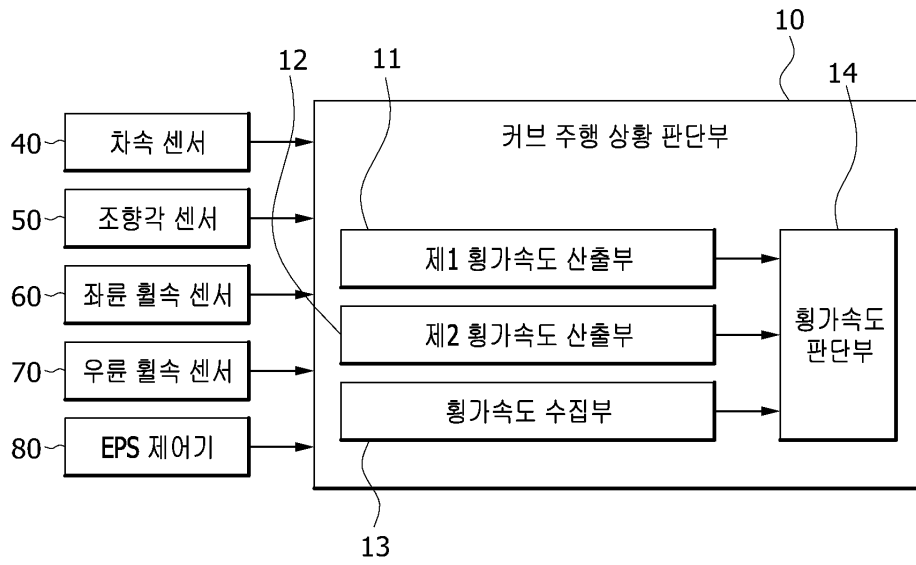 10
11
12
14
40
차속 센서
커브 주행 상황 판단부
50
조향각 센서
제1 횡가속도 산출부
60
좌륜 휠속 센서
제2 횡가속도 산출부
횡가속도
판단부
70
우륜 휠속 센서
횡가속도 수집부
80
EPS 제어기
13